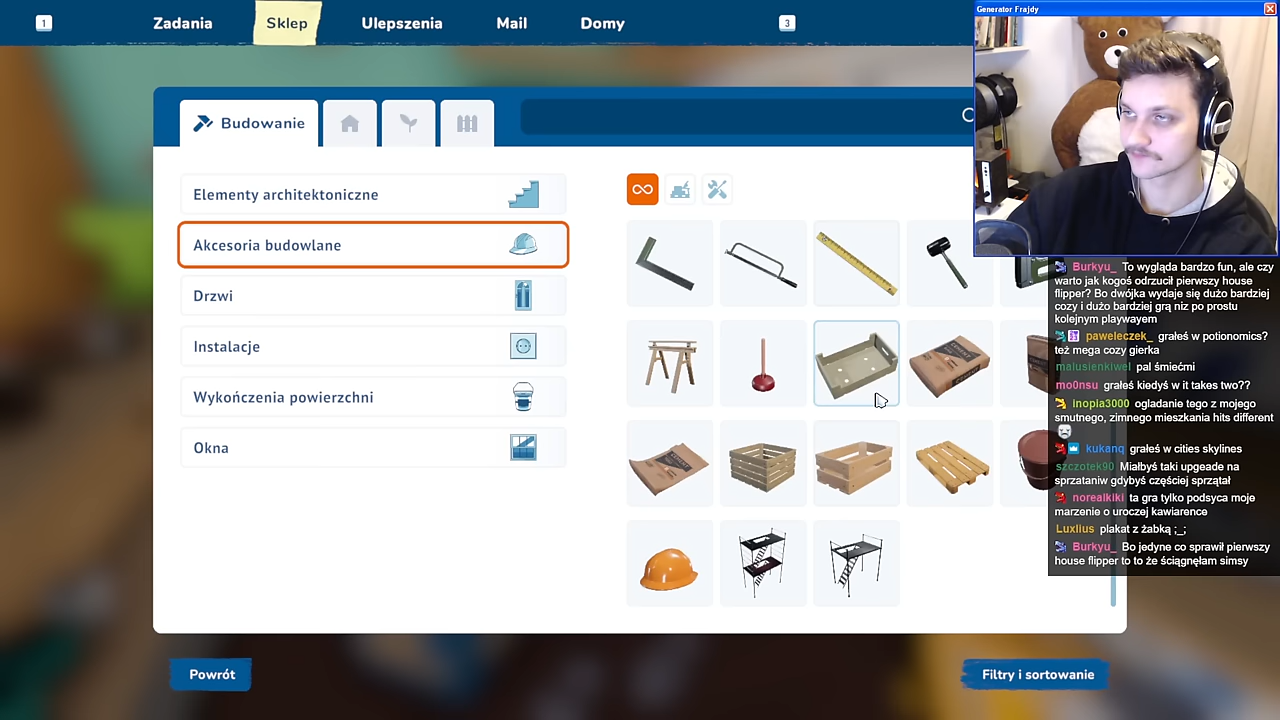 1
Zadania
Sklep
Ulepszenia
Mail
Domy
3
Generator Frajdy
Budowanie
Elementy architektoniczne
Akcesoria budowlane
Drzwi
Instalacje
Wykończenia powierzchni
Okna
Powrót
Filtry i sortowanie
Burkyu_ To wygląda bardzo fun, ale czy
warto jak kogoś odrzucił pierwszy house
flipper? Bo dwójka wydaje się dużo bardziej
cozy i dużo bardziej grą niz po prostu
kolejnym playwayem
paweleczek_ grałeś w potionomics?
też mega cozy gierka
malusienkiwel pal śmiećmi
mo0nsu grałeś kiedyś w it takes two??
inopia3000 ogladanie tego z mojego
smutnego, zimnego mieszkania hits different
kukanq grałeś w cities skylines
szczotek90 Miałbyś taki upgeade na
sprzataniw gdybyś częściej sprzątał
norealkiki ta gra tylko podsyca moje
marzenie o uroczej kawiarence
Luxlius plakat z żabką ;_;
Burkyu_ Bo jedyne co sprawił pierwszy
house flipper to to że ściągnęłam simsy